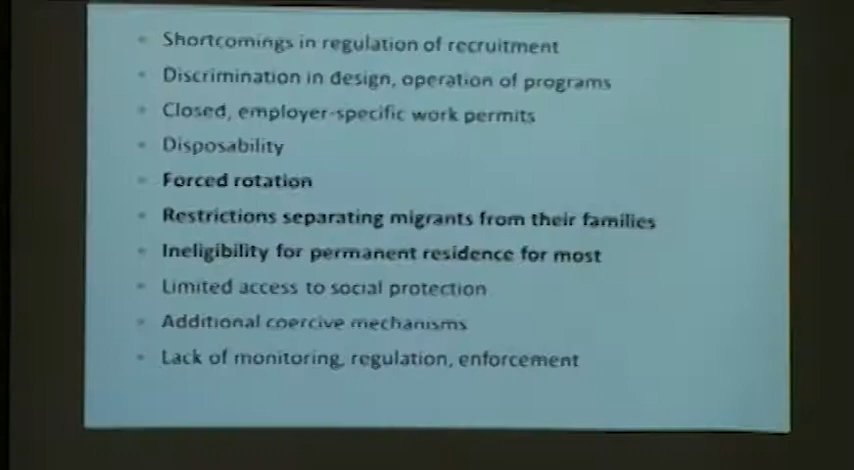 • Shortcomings in regulation of recruitment
• Discrimination in design, operation of programs
• Closed, employer-specific work permits
• Disposability
• Forced rotation
• Restrictions separating migrants from their families
• Ineligibility for permanent residence for most
• Limited access to social protection
• Additional coercive mechanisms
• Lack of monitoring, regulation, enforcement